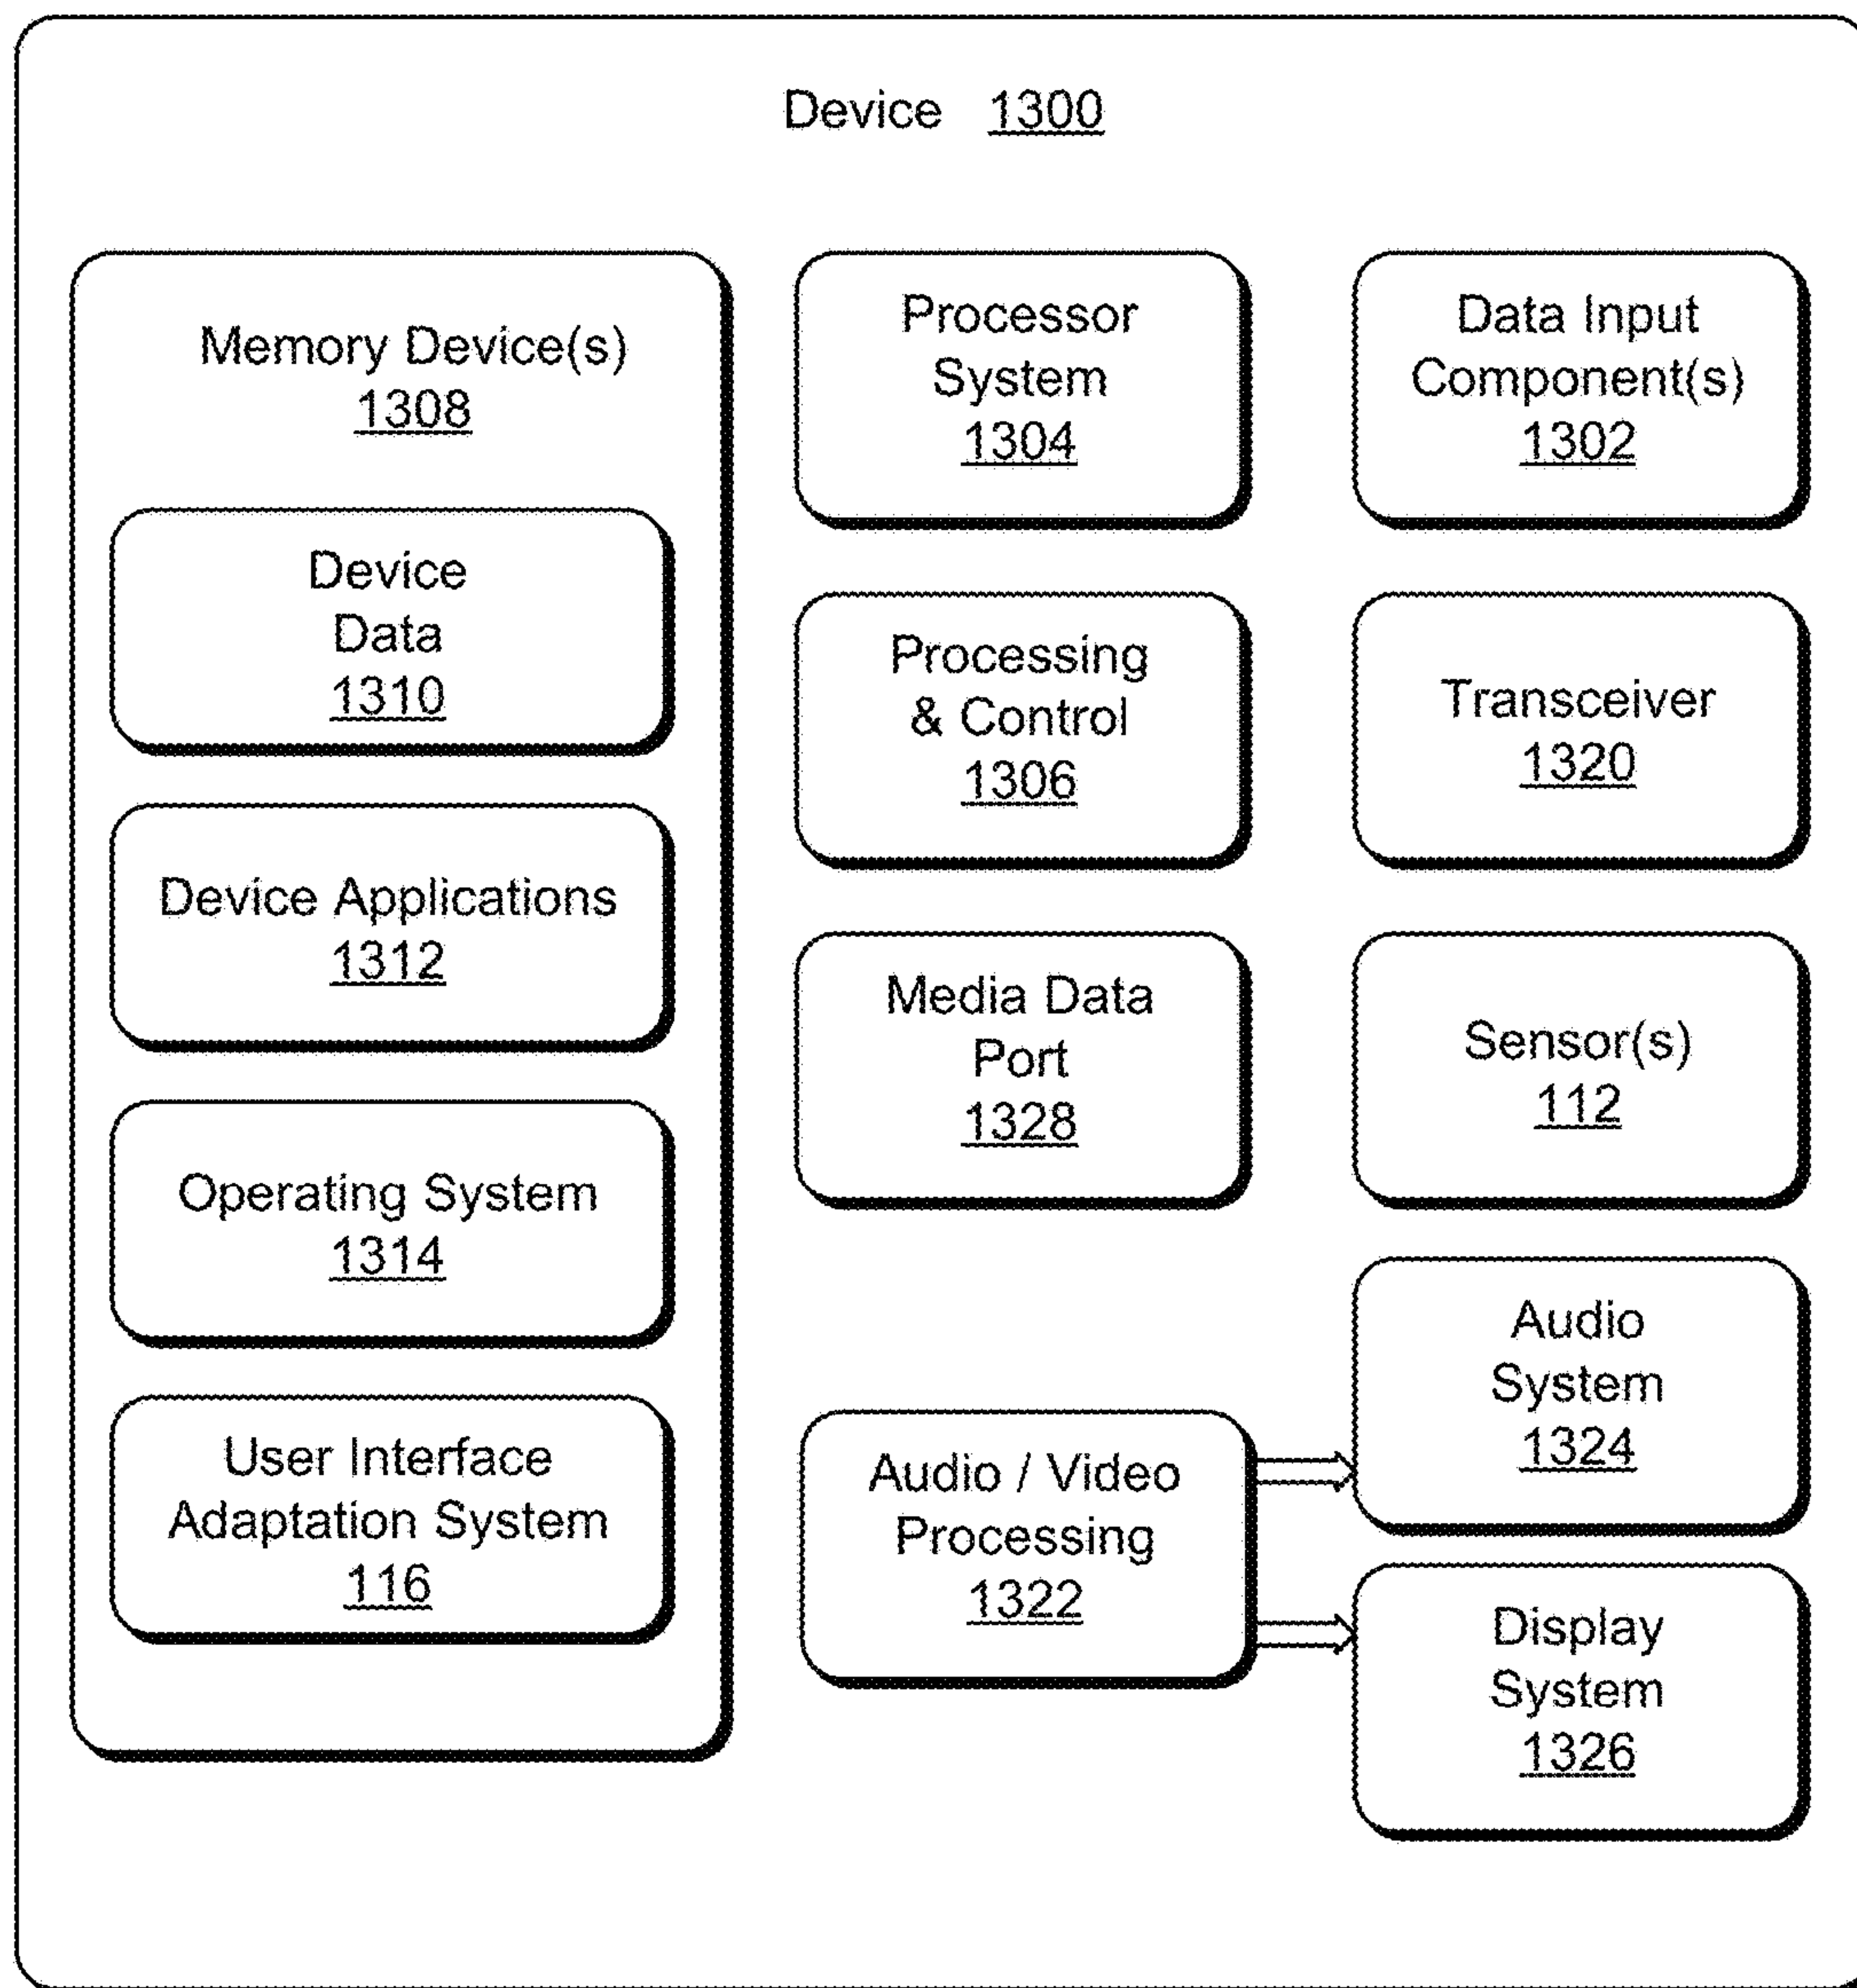 Device 1300
Memory Device(s)
1308
Device
Data
1310
Device Applications
1312
Operating System
1314
User Interface
Adaptation System
116
Processor
System
1304
Processing
& Control
1306
Media Data
Port
1328
Audio / Video
Processing
1322
Data Input
Component(s)
1302
Transceiver
1320
Sensor(s)
112
Audio
System
1324
Display
System
1326